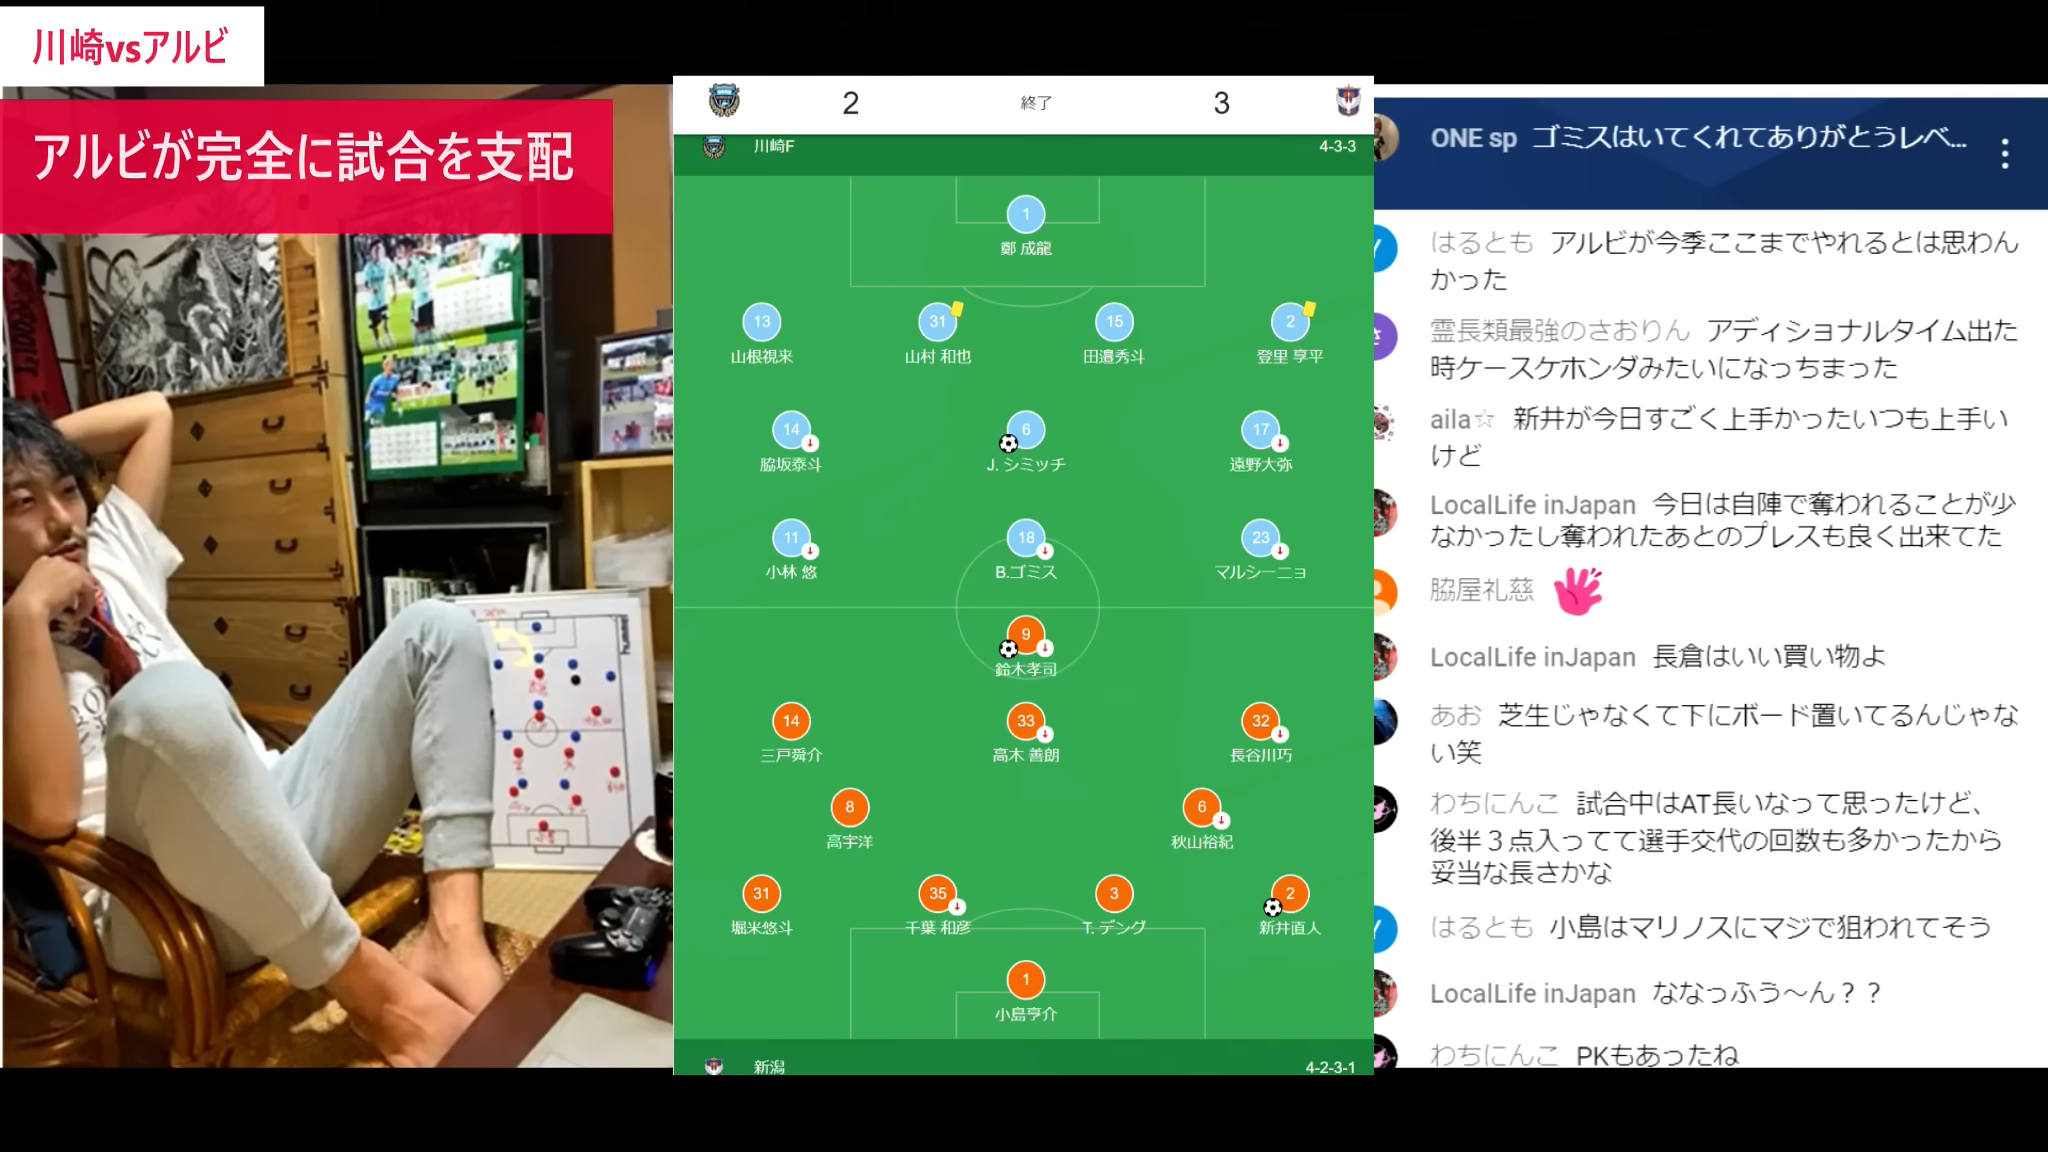 川崎vsアルビ
アルビが完全に試合を支配
2 終了 3
川崎F 4-3-3
1
鄭 成龍
13 31 15 2
山根視来 山村 和也 田邉秀斗 登里 享平
14 6 17
脇坂泰斗 J. シミッチ 遠野大弥
11 18 23
小林 悠 B.ゴミス マルシーニョ
9
鈴木孝司
14 33 32
三戸舜介 高木 善朗 長谷川巧
8 6
高宇洋 秋山裕紀
31 35 3 2
堀米悠斗 千葉 和彦 T. デング 新井直人
1
小島亨介
新潟 4-2-3-1
ONE sp ゴミスはいてくれてありがとうレベ...
はるとも アルビが今季ここまでやれるとは思わん
かった
霊長類最強のさおりん アディショナルタイム出た
時ケースケホンダみたいになっちまった
aila☆ 新井が今日すごく上手かったいつも上手い
けど
LocalLife inJapan 今日は自陣で奪われることが少
なかったし奪われたあとのプレスも良く出来てた
脇屋礼慈
LocalLife inJapan 長倉はいい買い物よ
あお 芝生じゃなくて下にボード置いてるんじゃな
い笑
わちにんこ 試合中はAT長いなって思ったけど、
後半３点入ってて選手交代の回数も多かったから
妥当な長さかな
はるとも 小島はマリノスにマジで狙われてそう
LocalLife inJapan ななっふう〜ん？？
わちにんこ PKもあったね
hummel